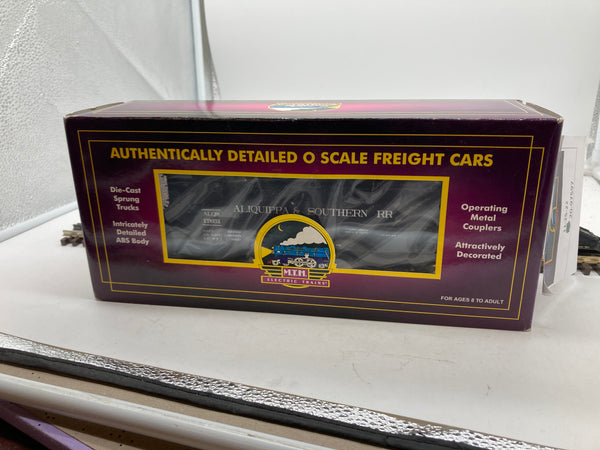 AUTHENTICALLY DETAILED O SCALE FREIGHT CARS
Die-Cast
Sprung
Trucks
Intricately
Detailed
ABS Body
ALIQUIPPA & SOUTHERN RR
Operating
Metal
Couplers
Attractively
Decorated
M.T.H.
ELECTRIC TRAINS
FOR AGES 8 TO ADULT